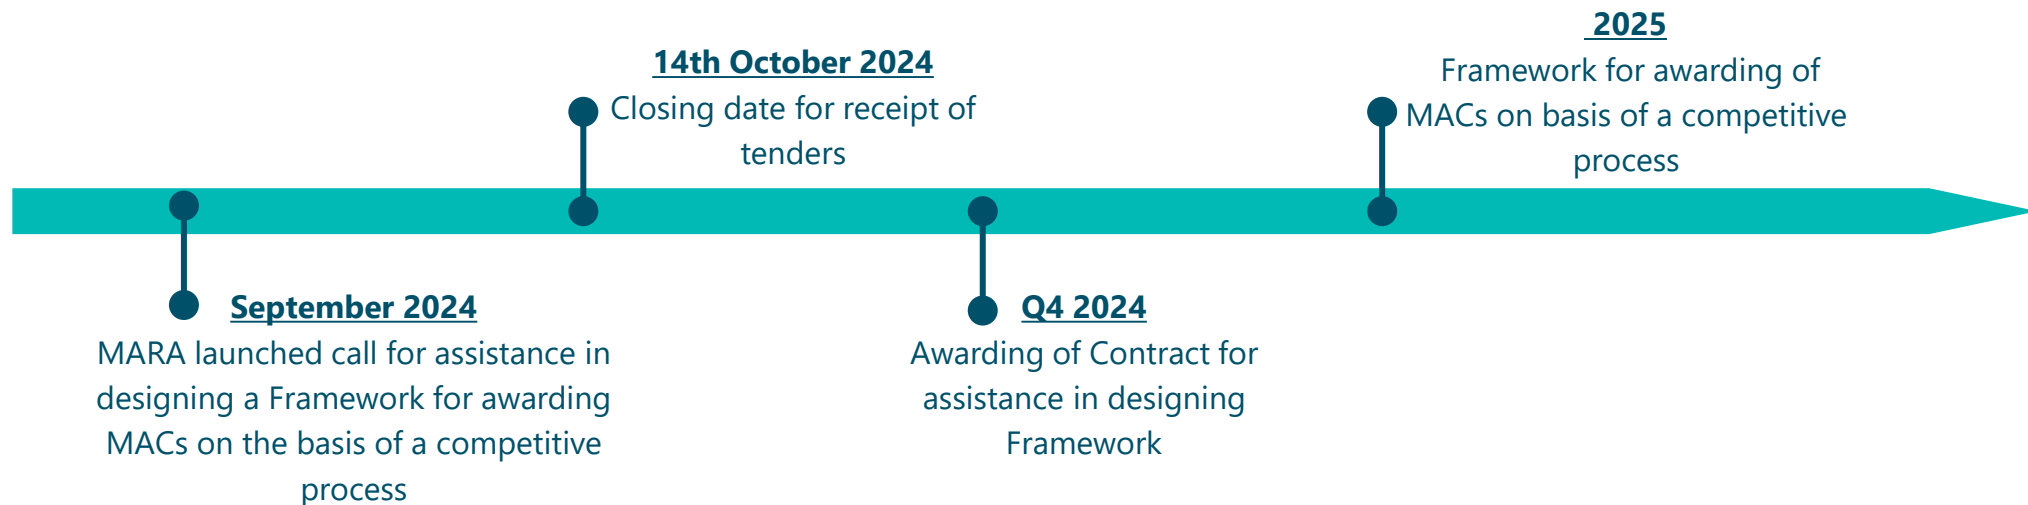 September 2024
MARA launched call for assistance in
designing a Framework for awarding
MACs on the basis of a competitive
process
14th October 2024
Closing date for receipt of
tenders
Q4 2024
Awarding of Contract for
assistance in designing
Framework
2025
Framework for awarding of
MACs on basis of a competitive
process